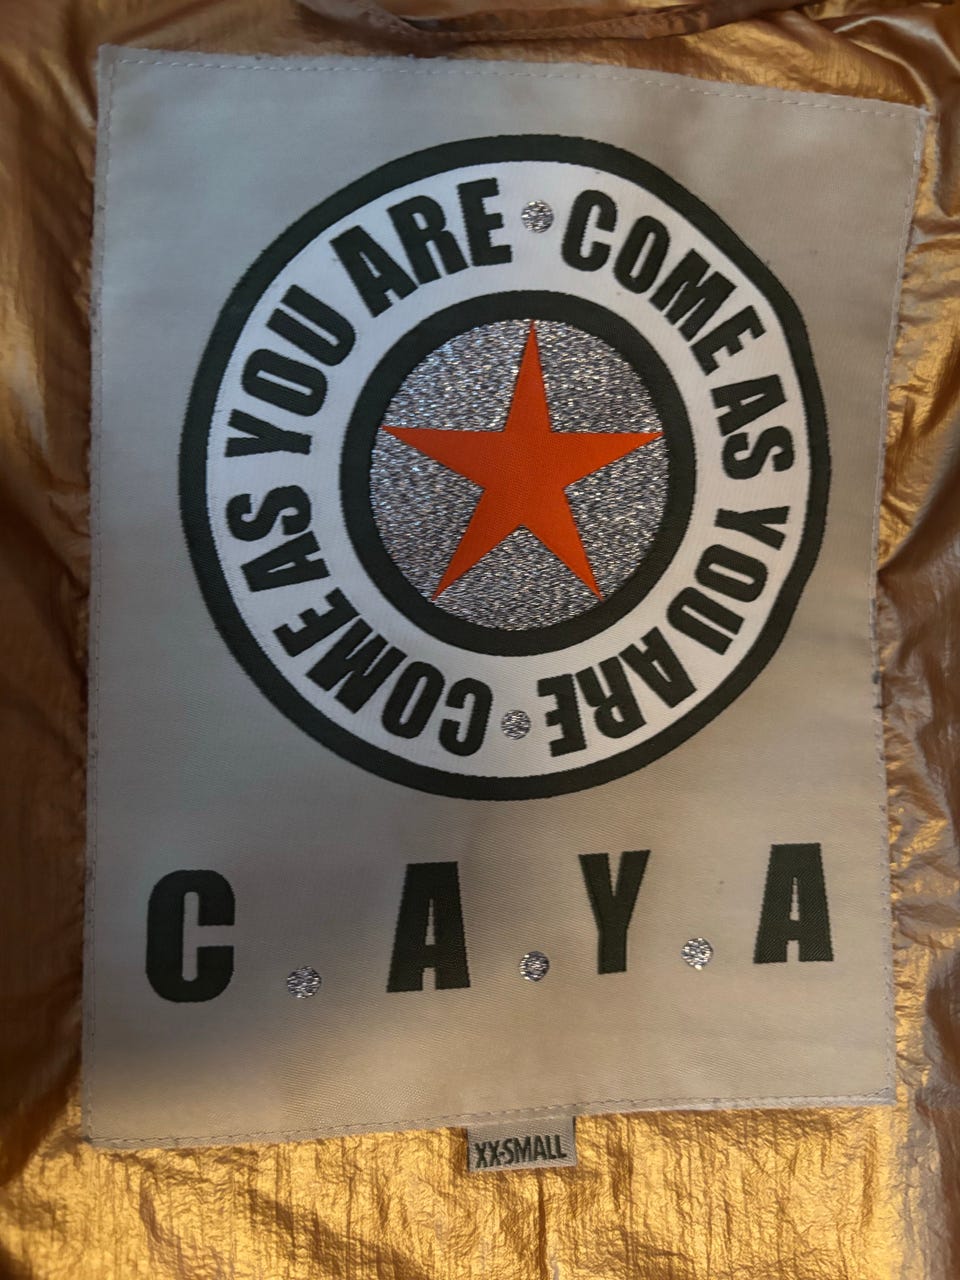 COME AS YOU ARE • COME AS YOU ARE •
C.A.Y.A
XX-SMALL